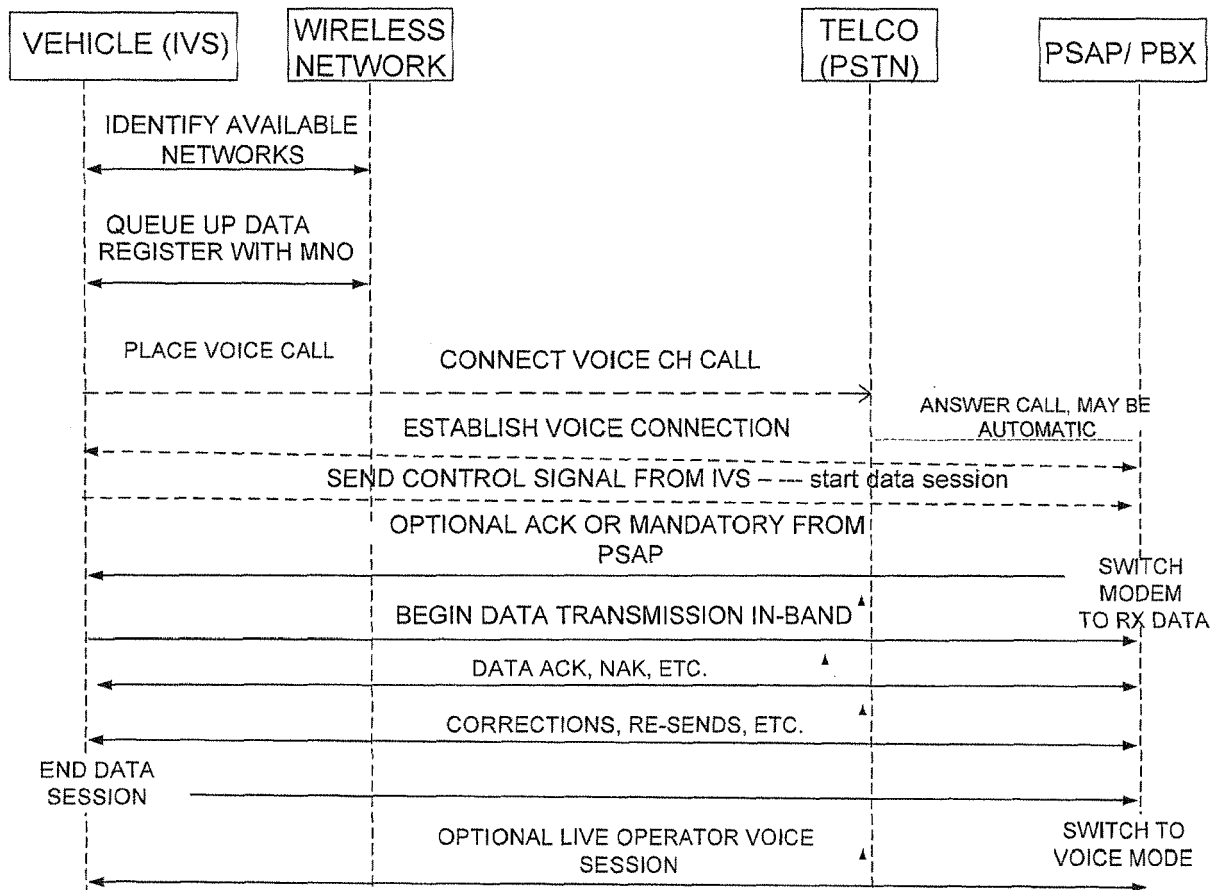 VEHICLE (IVS)
WIRELESS
NETWORK
TELCO
(PSTN)
PSAP/ PBX
IDENTIFY AVAILABLE
NETWORKS
QUEUE UP DATA
REGISTER WITH MNO
PLACE VOICE CALL
CONNECT VOICE CH CALL
ANSWER CALL, MAY BE
AUTOMATIC
ESTABLISH VOICE CONNECTION
SEND CONTROL SIGNAL FROM IVS – --- start data session
OPTIONAL ACK OR MANDATORY FROM
PSAP
SWITCH
MODEM
TO RX DATA
BEGIN DATA TRANSMISSION IN-BAND
DATA ACK, NAK, ETC.
CORRECTIONS, RE-SENDS, ETC.
END DATA
SESSION
OPTIONAL LIVE OPERATOR VOICE
SESSION
SWITCH TO
VOICE MODE